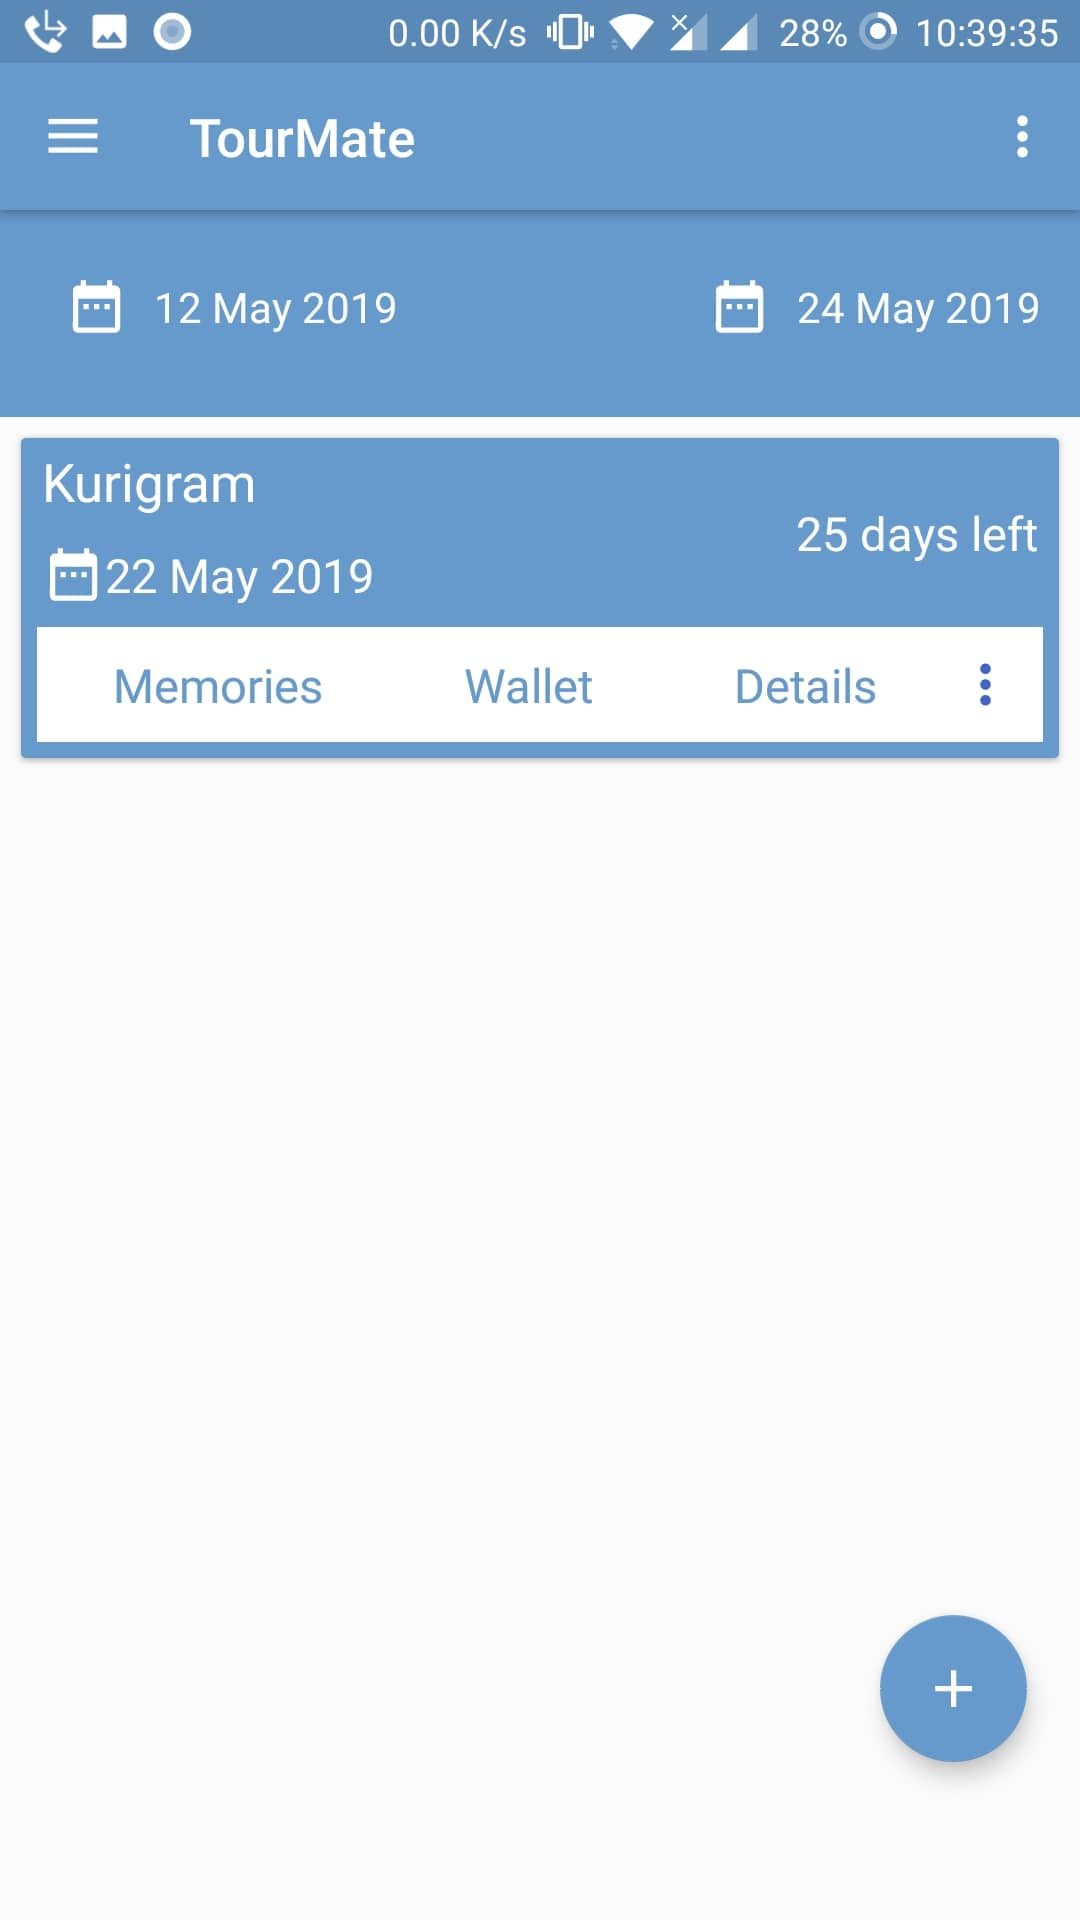 0.00 K/s 28% 10:39:35
TourMate
12 May 2019 24 May 2019
Kurigram
25 days left
22 May 2019
Memories Wallet Details